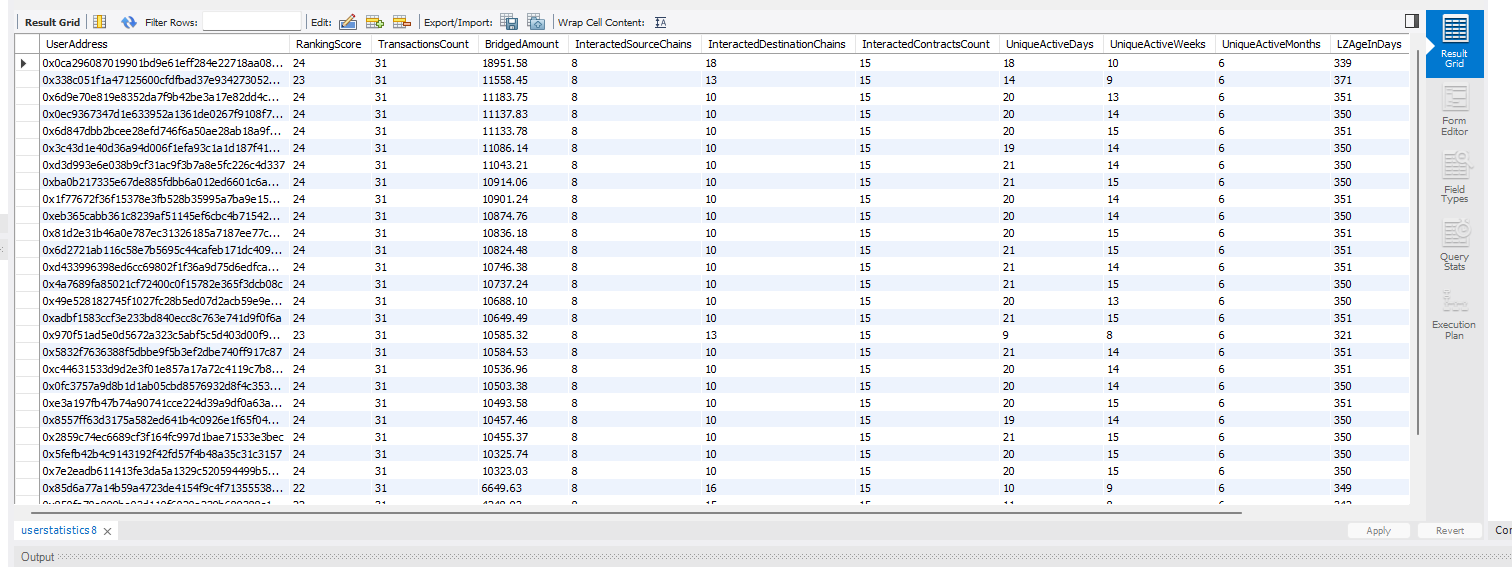 Result Grid Filter Rows: Edit: Export/Import: Wrap Cell Content:
UserAddress RankingScore TransactionsCount BridgedAmount InteractedSourceChains InteractedDestinationChains InteractedContractsCount UniqueActiveDays UniqueActiveWeeks UniqueActiveMonths LZAgeInDays
0x0ca296087019901bd9e61eff284e22718aa08... 24 31 18951.58 8 18 15 18 10 6 339
0x338c051f1a47125600cfdfbad37e934273052... 23 31 11558.45 8 13 15 14 9 6 371
0x6d9e70e819e8352da7f9b42be3a17e82dd4c... 24 31 11183.75 8 10 15 20 13 6 351
0x0ec9367347d1e633952a1361de0267f9108f7... 24 31 11137.83 8 10 15 20 14 6 350
0x6d847dbb2bcee28efd746f6a50ae28ab18a9f... 24 31 11133.78 8 10 15 20 15 6 351
0x3c43d1e40d36a94d006f1efa93c1a1d187f41... 24 31 11086.14 8 10 15 19 14 6 350
0xd3d993e6e038b9cf31ac9f3b7a8e5fc226c4d337 24 31 11043.21 8 10 15 21 14 6 350
0xba0b217335e67de885fdbb6a012ed6601c6a... 24 31 10914.06 8 10 15 21 15 6 350
0x1f77672f36f15378e3fb528b35995a7ba9e15... 24 31 10901.24 8 10 15 20 14 6 351
0xeb365cabb361c8239af51145ef6cbc4b71542... 24 31 10874.76 8 10 15 20 14 6 350
0x81d2e31b46a0e787ec31326185a7187ee77c... 24 31 10836.18 8 10 15 20 15 6 351
0x6d2721ab116c58e7b5695c44cafeb171dc409... 24 31 10824.48 8 10 15 21 15 6 351
0xd433996398ed6cc69802f1f36a9d75d6edfca... 24 31 10746.38 8 10 15 21 14 6 351
0x4a7689fa85021cf72400c0f15782e365f3dcb08c 24 31 10737.24 8 10 15 21 15 6 350
0x49e528182745f1027fc28b5ed07d2acb59e9e... 24 31 10688.10 8 10 15 20 13 6 350
0xadbf1583ccf3e233bd840ecc8c763e741d9f0f6a 24 31 10649.49 8 10 15 21 15 6 351
0x970f51ad5e0d5672a323c5abf5c5d403d00f9... 23 31 10585.32 8 13 15 9 8 6 321
0x5832f7636388f5dbbe9f5b3ef2dbe740ff917c87 24 31 10584.53 8 10 15 21 14 6 351
0xc44631533d9d2e3f01e857a17a72c4119c7b8... 24 31 10536.96 8 10 15 20 14 6 351
0x0fc3757a9d8b1d1ab05cbd8576932d8f4c353... 24 31 10503.38 8 10 15 20 14 6 350
0xe3a197fb47b74a90741cce224d39a9df0a63a... 24 31 10493.58 8 10 15 20 15 6 351
0x8557ff63d3175a582ed641b4c0926e1f65f04... 24 31 10457.46 8 10 15 19 14 6 350
0x2859c74ec6689cf3f164fc997d1bae71533e3bec 24 31 10455.37 8 10 15 21 15 6 350
0x5fefb42b4c9143192f42fd57f4b48a35c31c3157 24 31 10325.74 8 10 15 20 15 6 350
0x7e2eadb611413fe3da5a1329c520594499b5... 24 31 10323.03 8 10 15 20 15 6 350
0x85d6a77a14b59a4723de4154f9c4f71355538... 22 31 6649.63 8 16 15 10 9 6 349
Result
Grid
Form
Editor
Field
Types
Query
Stats
Execution
Plan
userstatistics 8 Apply Revert Cor
Output